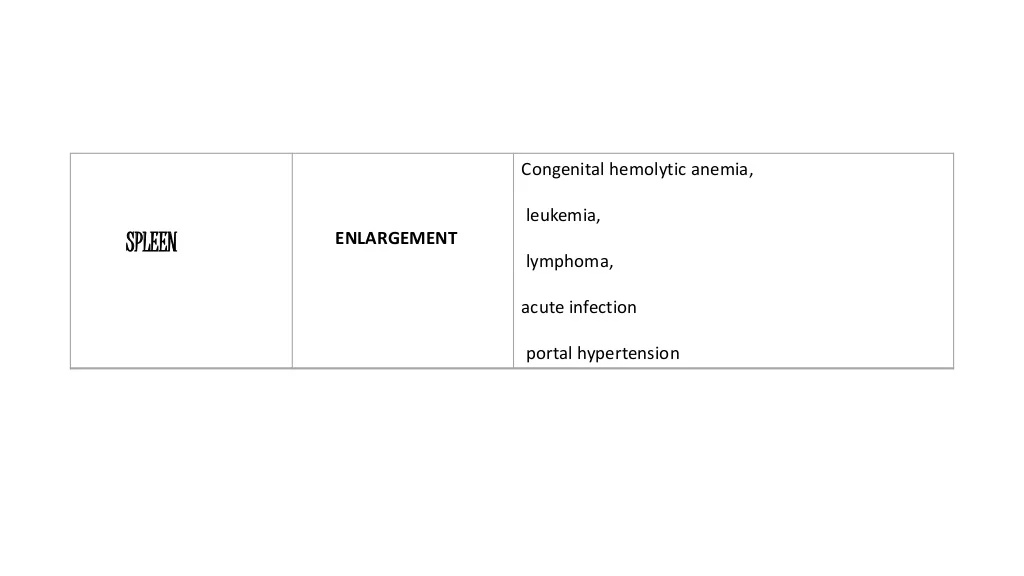 SPLEEN
ENLARGEMENT
Congenital hemolytic anemia,
leukemia,
lymphoma,
acute infection
portal hypertension